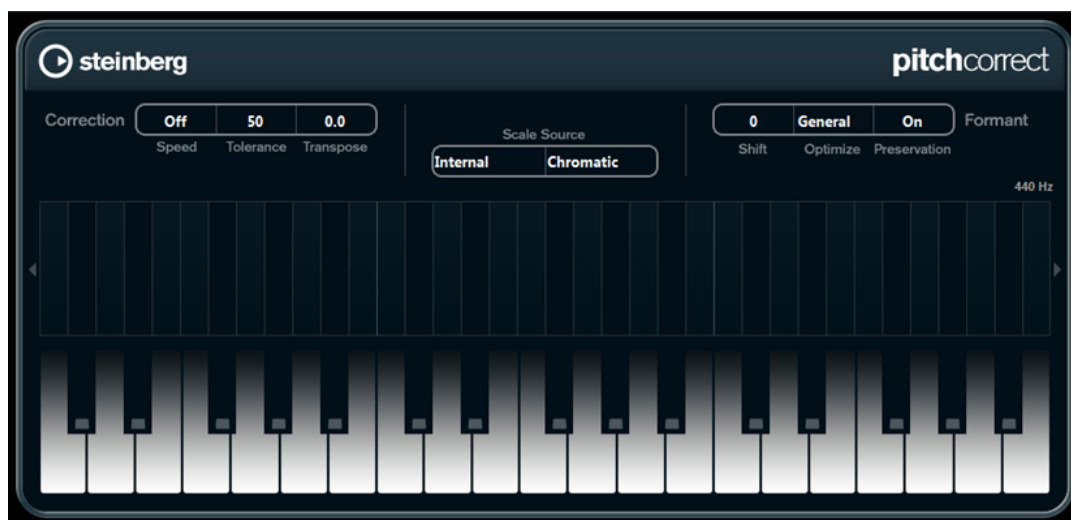 steinberg
pitchcorrect
Correction
Off 50 0.0
Speed Tolerance Transpose
Scale Source
Internal Chromatic
0 General On
Formant
Shift Optimize Preservation
440 Hz